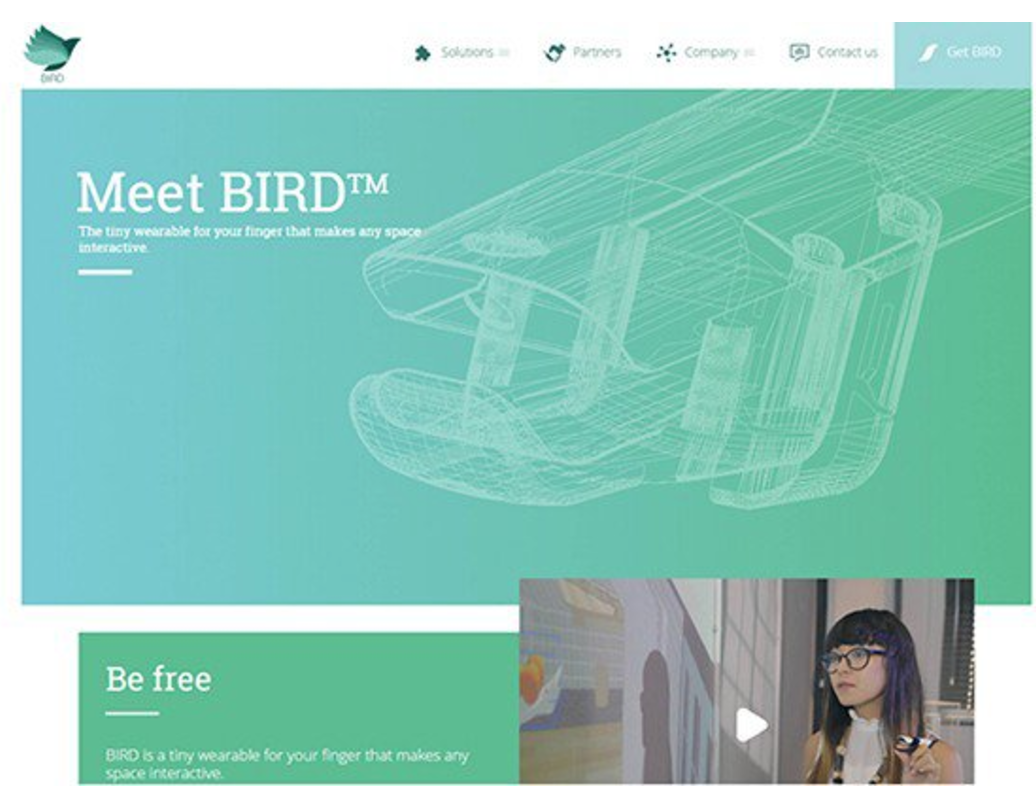 BIRD
Solutions
Partners
Company
Contact us
Get BIRD
Meet BIRD™
The tiny wearable for your finger that makes any space
interactive.
Be free
BIRD is a tiny wearable for your finger that makes any
space interactive.